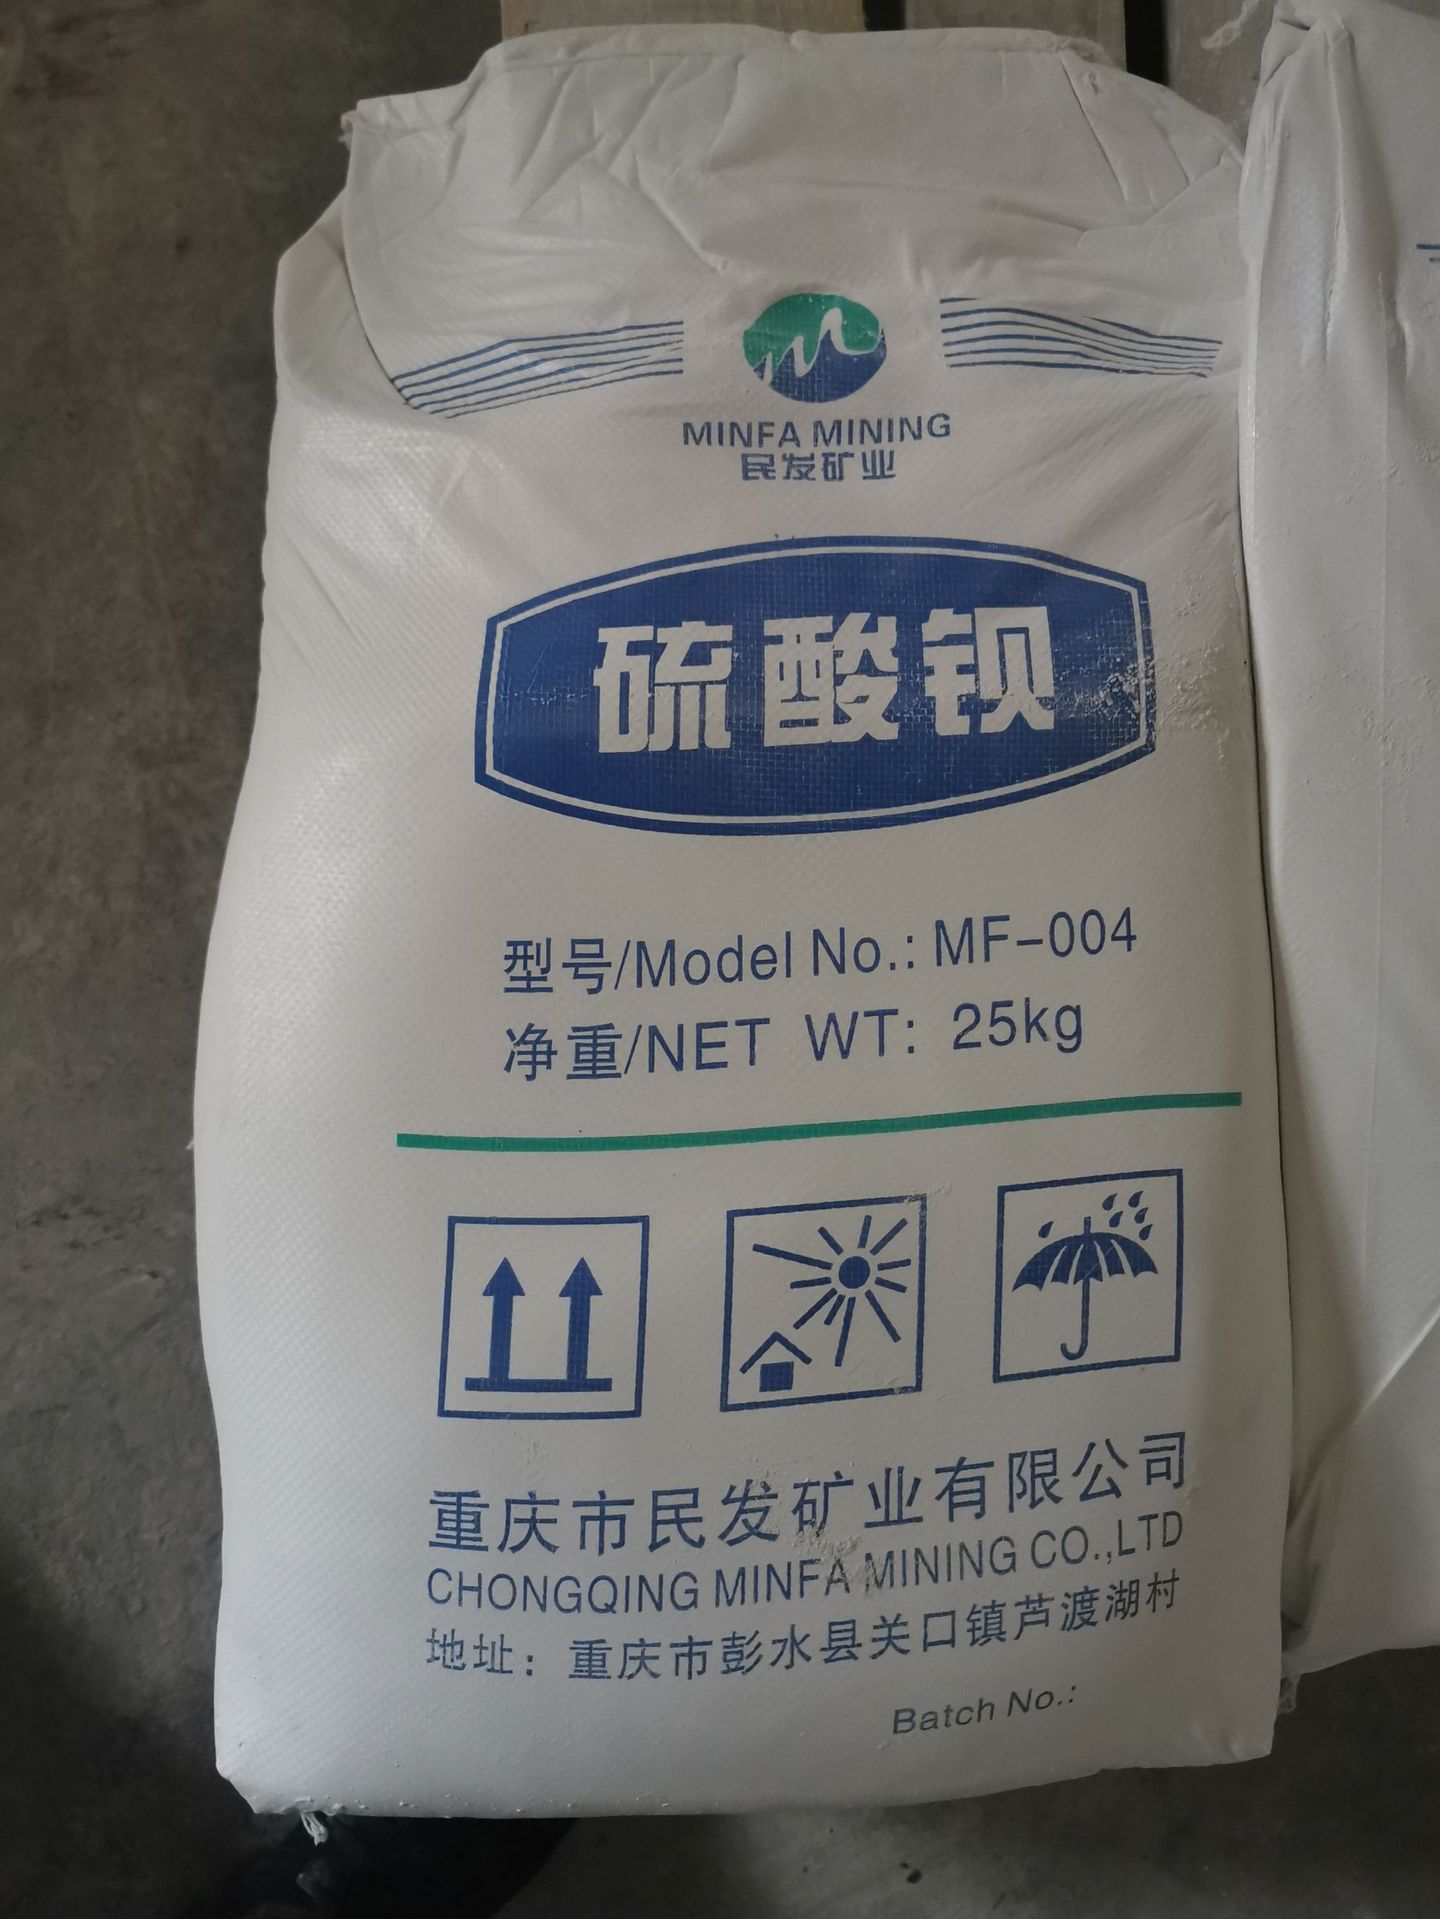 MINFA MINING
民发矿业
硫酸钡
型号/Model No.: MF-004
净重/NET WT: 25kg
重庆市民发矿业有限公司
CHONGQING MINFA MINING CO.,LTD
地址：重庆市彭水县关口镇芦渡湖村
Batch No.: